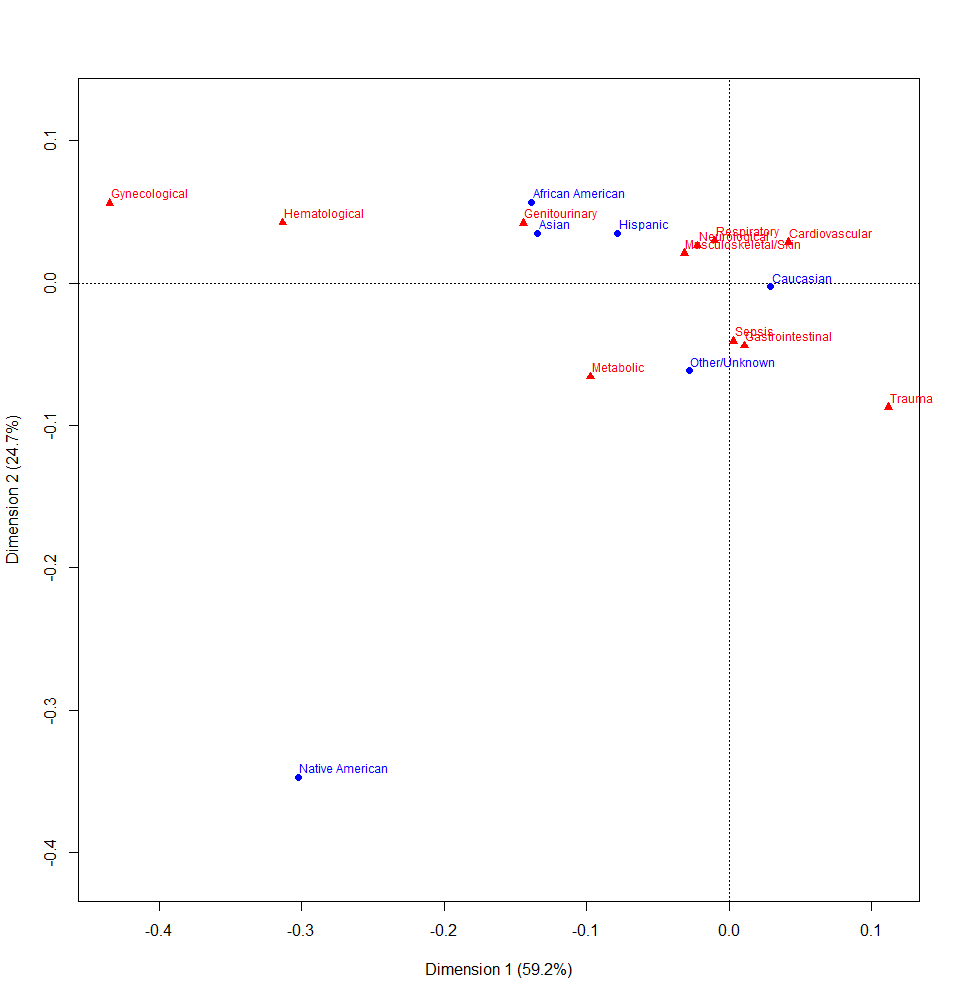 0.1
0.0
-0.1
-0.2
-0.3
-0.4
Dimension 2 (24.7%)
Gynecological
African American
Hematological
Genitourinary
Asian
Hispanic
Respiratory
Cardiovascular
Neurological
Musculoskeletal/Skin
Caucasian
Sepsis
Gastrointestinal
Other/Unknown
Metabolic
Trauma
Native American
-0.4
-0.3
-0.2
-0.1
0.0
0.1
Dimension 1 (59.2%)